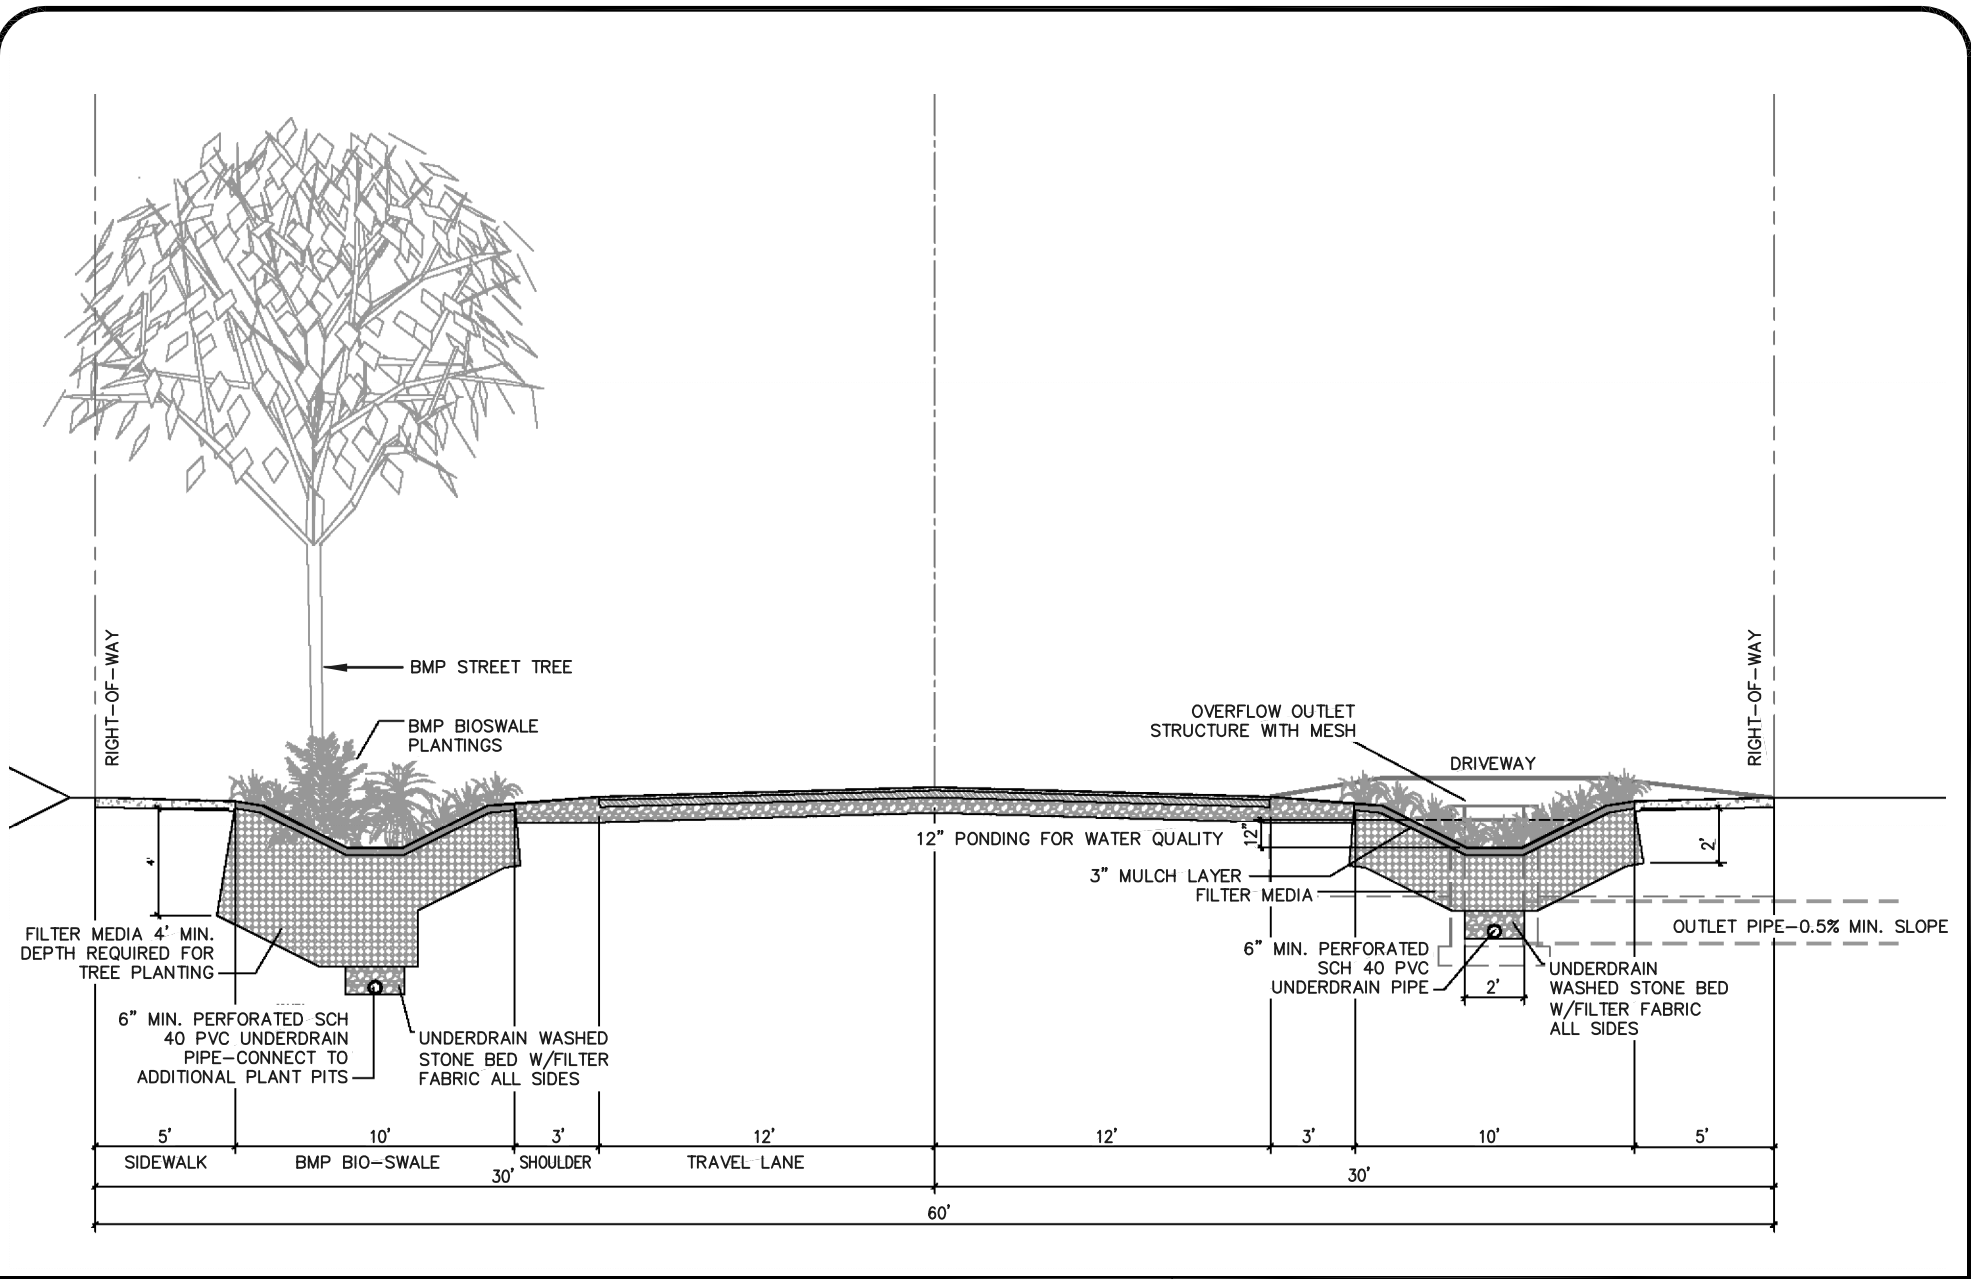 RIGHT-OF-WAY
BMP STREET TREE
BMP BIOSWALE
PLANTINGS
OVERFLOW OUTLET
STRUCTURE WITH MESH
DRIVEWAY
RIGHT-OF-WAY
4'
12" PONDING FOR WATER QUALITY
12"
2'
3" MULCH LAYER
FILTER MEDIA
FILTER MEDIA 4' MIN.
DEPTH REQUIRED FOR
TREE PLANTING
OUTLET PIPE-0.5% MIN. SLOPE
6" MIN. PERFORATED
SCH 40 PVC
UNDERDRAIN PIPE
2'
UNDERDRAIN
WASHED STONE BED
W/FILTER FABRIC
ALL SIDES
6" MIN. PERFORATED SCH
40 PVC UNDERDRAIN
PIPE-CONNECT TO
ADDITIONAL PLANT PITS
UNDERDRAIN WASHED
STONE BED W/FILTER
FABRIC ALL SIDES
5' 10' 3' 12' 12' 3' 10' 5'
SIDEWALK BMP BIO-SWALE SHOULDER TRAVEL LANE
30' 30'
60'